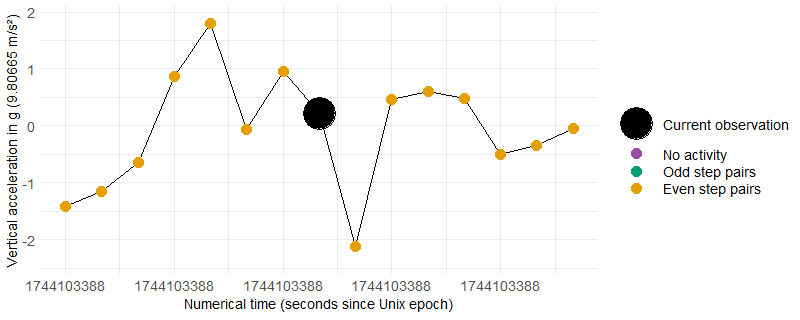 Vertical acceleration in g (9.80665 m/s²)
2
1
0
-1
-2
1744103388 1744103388 1744103388 1744103388 1744103388
Numerical time (seconds since Unix epoch)
Current observation
No activity
Odd step pairs
Even step pairs